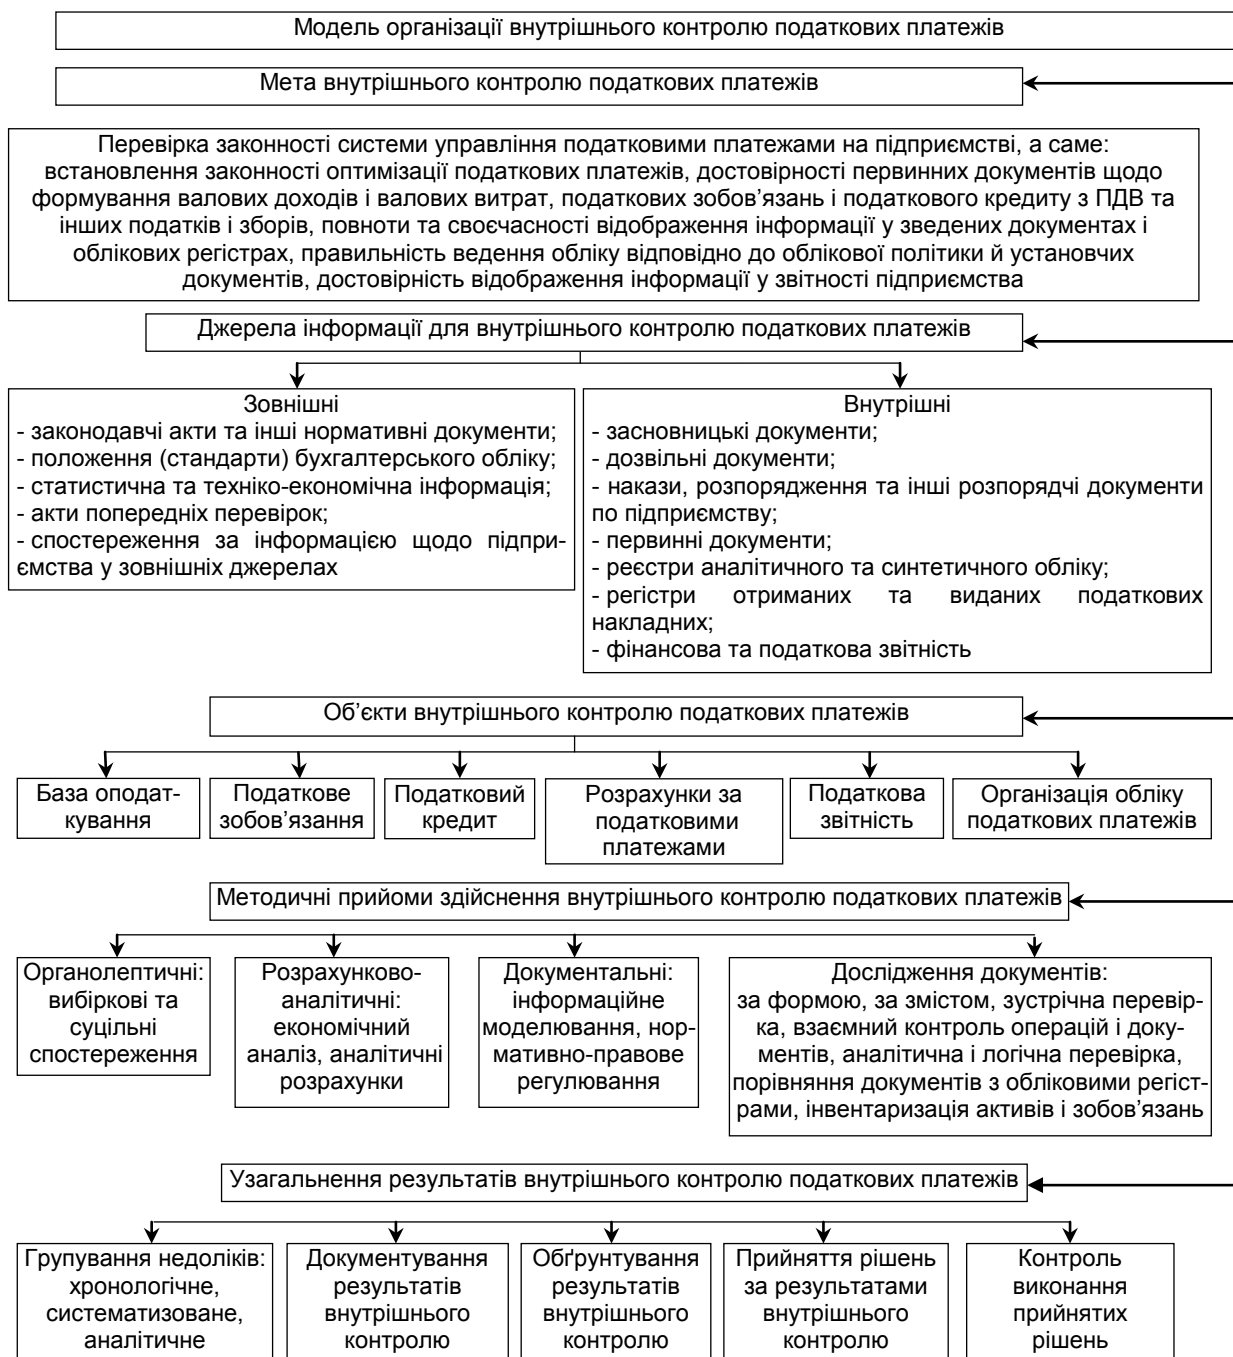 Модель організації внутрішнього контролю податкових платежів
Мета внутрішнього контролю податкових платежів
Перевірка законності системи управління податковими платежами на підприємстві, а саме:
встановлення законності оптимізації податкових платежів, достовірності первинних документів щодо
формування валових доходів і валових витрат, податкових зобов’язань і податкового кредиту з ПДВ та
інших податків і зборів, повноти та своєчасності відображення інформації у зведених документах і
облікових регістрах, правильність ведення обліку відповідно до облікової політики й установчих
документів, достовірність відображення інформації у звітності підприємства
Джерела інформації для внутрішнього контролю податкових платежів
Зовнішні
- законодавчі акти та інші нормативні документи;
- положення (стандарти) бухгалтерського обліку;
- статистична та техніко-економічна інформація;
- акти попередніх перевірок;
- спостереження за інформацією щодо підпри-
ємства у зовнішніх джерелах
Внутрішні
- засновницькі документи;
- дозвільні документи;
- накази, розпорядження та інші розпорядчі документи
по підприємству;
- первинні документи;
- реєстри аналітичного та синтетичного обліку;
- регістри отриманих та виданих податкових
накладних;
- фінансова та податкова звітність
Об’єкти внутрішнього контролю податкових платежів
База оподат-
кування
Податкове
зобов’язання
Податковий
кредит
Розрахунки за
податковими
платежами
Податкова
звітність
Організація обліку
податкових платежів
Методичні прийоми здійснення внутрішнього контролю податкових платежів
Органолептичні:
вибіркові та
суцільні
спостереження
Розрахунково-
аналітичні:
економічний
аналіз, аналітичні
розрахунки
Документальні:
інформаційне
моделювання, нор-
мативно-правове
регулювання
Дослідження документів:
за формою, за змістом, зустрічна перевір-
ка, взаємний контроль операцій і доку-
ментів, аналітична і логічна перевірка,
порівняння документів з обліковими регіст-
рами, інвентаризація активів і зобов’язань
Узагальнення результатів внутрішнього контролю податкових платежів
Групування недоліків:
хронологічне,
систематизоване,
аналітичне
Документування
результатів
внутрішнього
контролю
Обґрунтування
результатів
внутрішнього
контролю
Прийняття рішень
за результатами
внутрішнього
контролю
Контроль
виконання
прийнятих
рішень